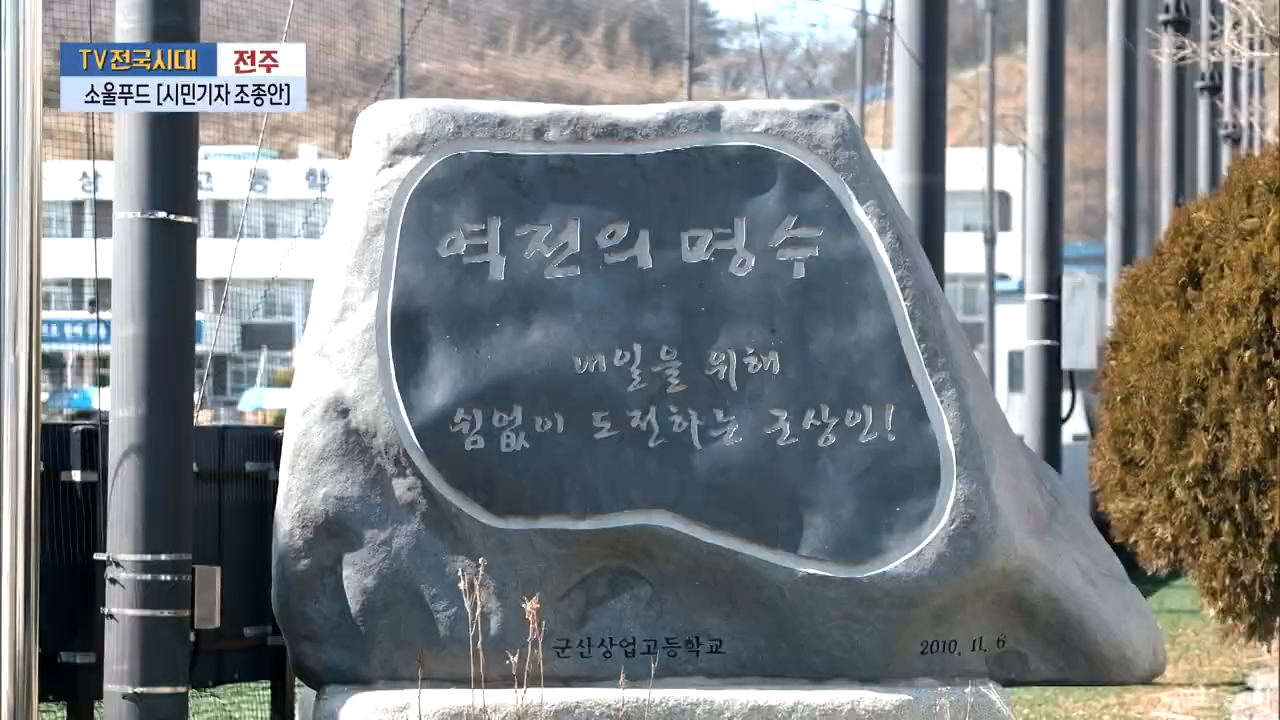 TV전국시대 전주
소울푸드 [시민기자 조종안]
역전의 명수
내일을 위해
쉼없이 도전하는 군상인!
군산상업고등학교
2010. 11. 6